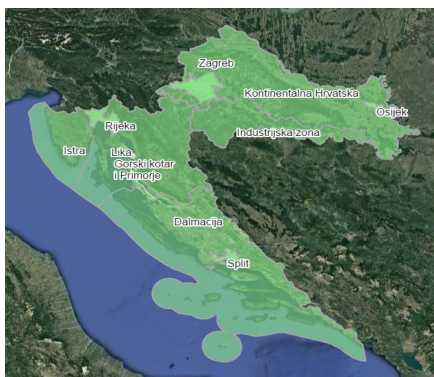 Zagreb
Kontinentalna Hrvatska
Osijek
Industrijska zona
Rijeka
Istra
Lika,
Gorski kotar
i Primorje
Dalmacija
Split